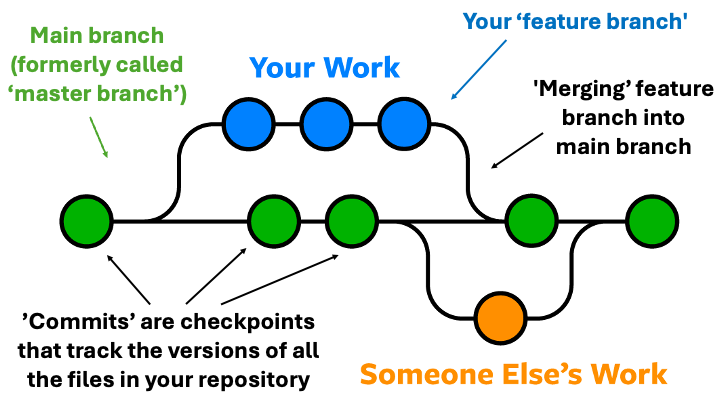 Main branch
(formerly called
‘master branch’)
Your Work
Your ‘feature branch'
'Merging’ feature
branch into
main branch
’Commits’ are checkpoints
that track the versions of all
the files in your repository
Someone Else’s Work